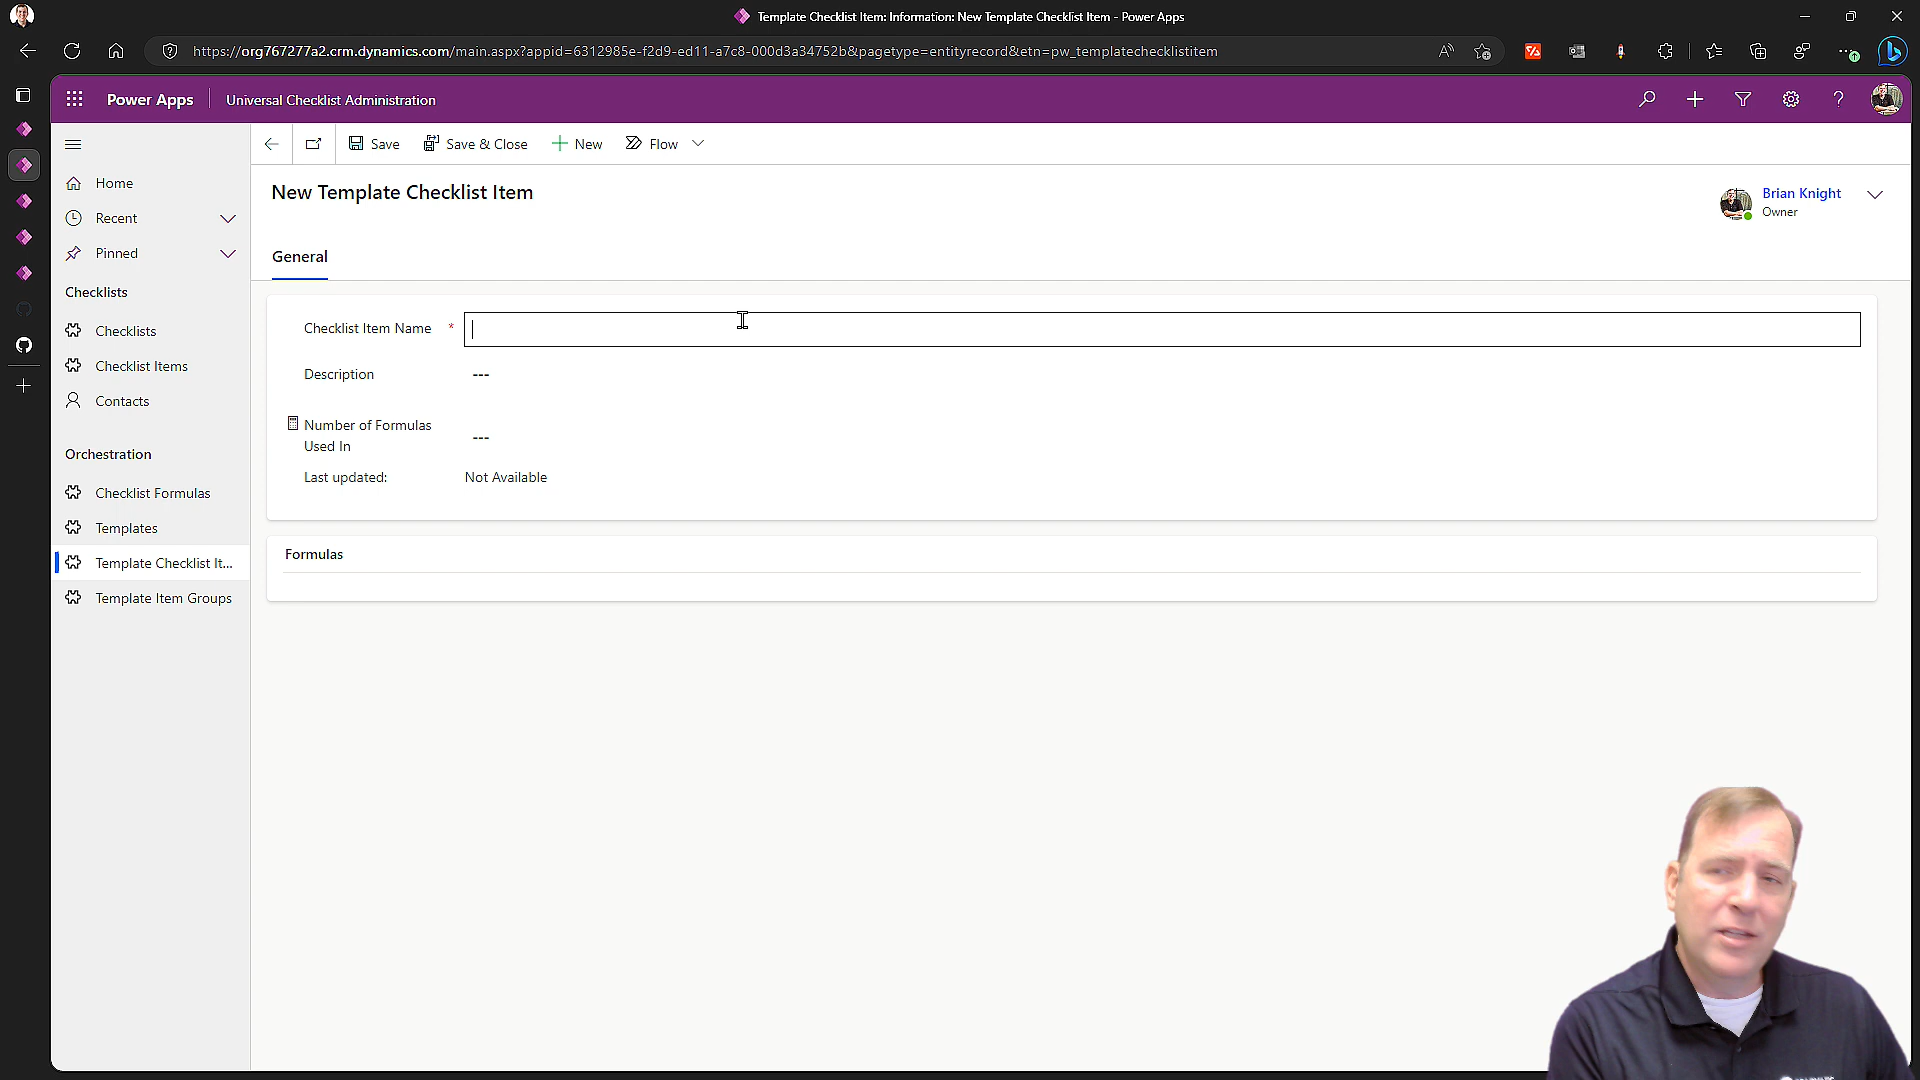 Template Checklist Item: Information: New Template Checklist Item - Power Apps
https://org767277a2.crm.dynamics.com/main.aspx?appid=6312985e-f2d9-ed11-a7c8-000d3a34752b&pagetype=entityrecord&etn=pw_templatechecklistitem
Power Apps
Universal Checklist Administration
Save
Save & Close
New
Flow
Home
Recent
Pinned
Checklists
Checklists
Checklist Items
Contacts
Orchestration
Checklist Formulas
Templates
Template Checklist It...
Template Item Groups
New Template Checklist Item
Brian Knight
Owner
General
Checklist Item Name *
Description ---
Number of Formulas
Used In ---
Last updated: Not Available
Formulas